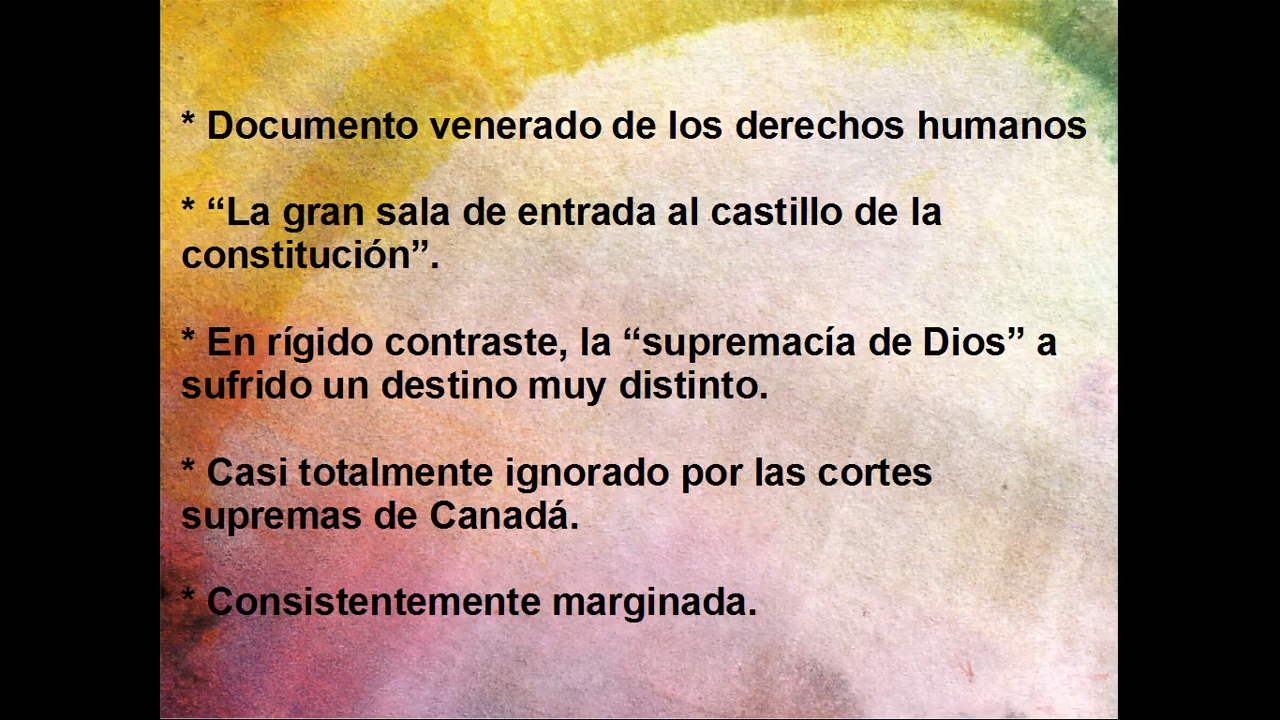 * Documento venerado de los derechos humanos
* “La gran sala de entrada al castillo de la
constitución”.
* En rígido contraste, la “supremacía de Dios” a
sufrido un destino muy distinto.
* Casi totalmente ignorado por las cortes
supremas de Canadá.
* Consistentemente marginada.